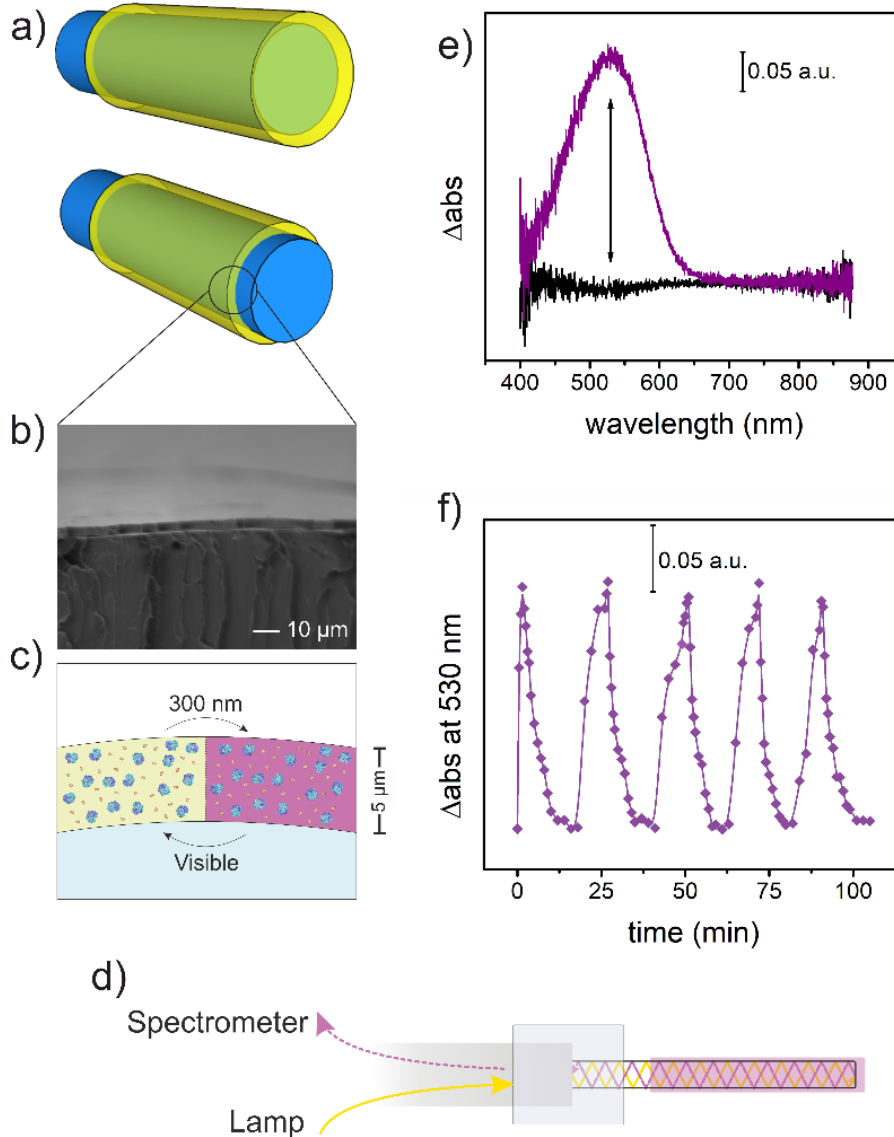 a)
b)
10 µm
c)
300 nm
5 µm
Visible
e)
0.05 a.u.
Δabs
400 500 600 700 800 900
wavelength (nm)
f)
0.05 a.u.
Δabs at 530 nm
0 25 50 75 100
time (min)
d)
Spectrometer
Lamp